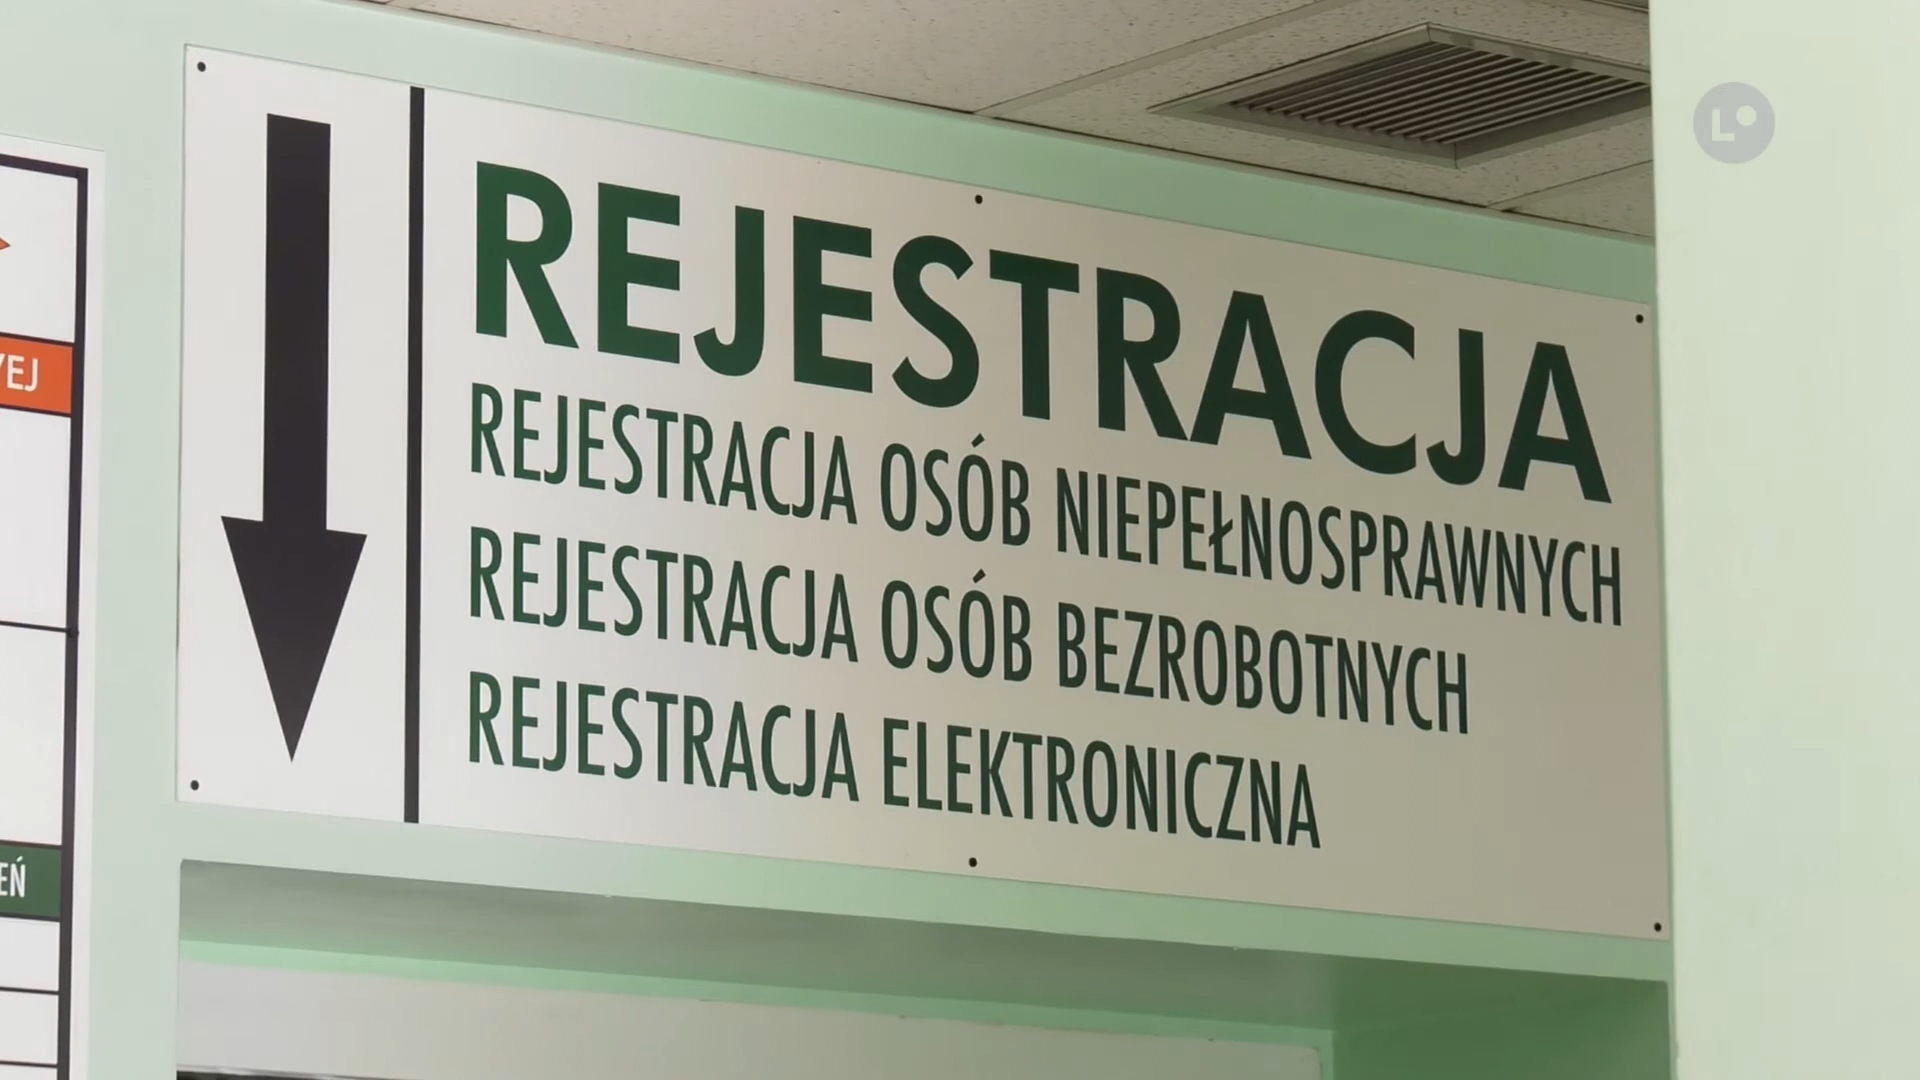 REJESTRACJA
REJESTRACJA OSÓB NIEPEŁNOSPRAWNYCH
REJESTRACJA OSÓB BEZROBOTNYCH
REJESTRACJA ELEKTRONICZNA